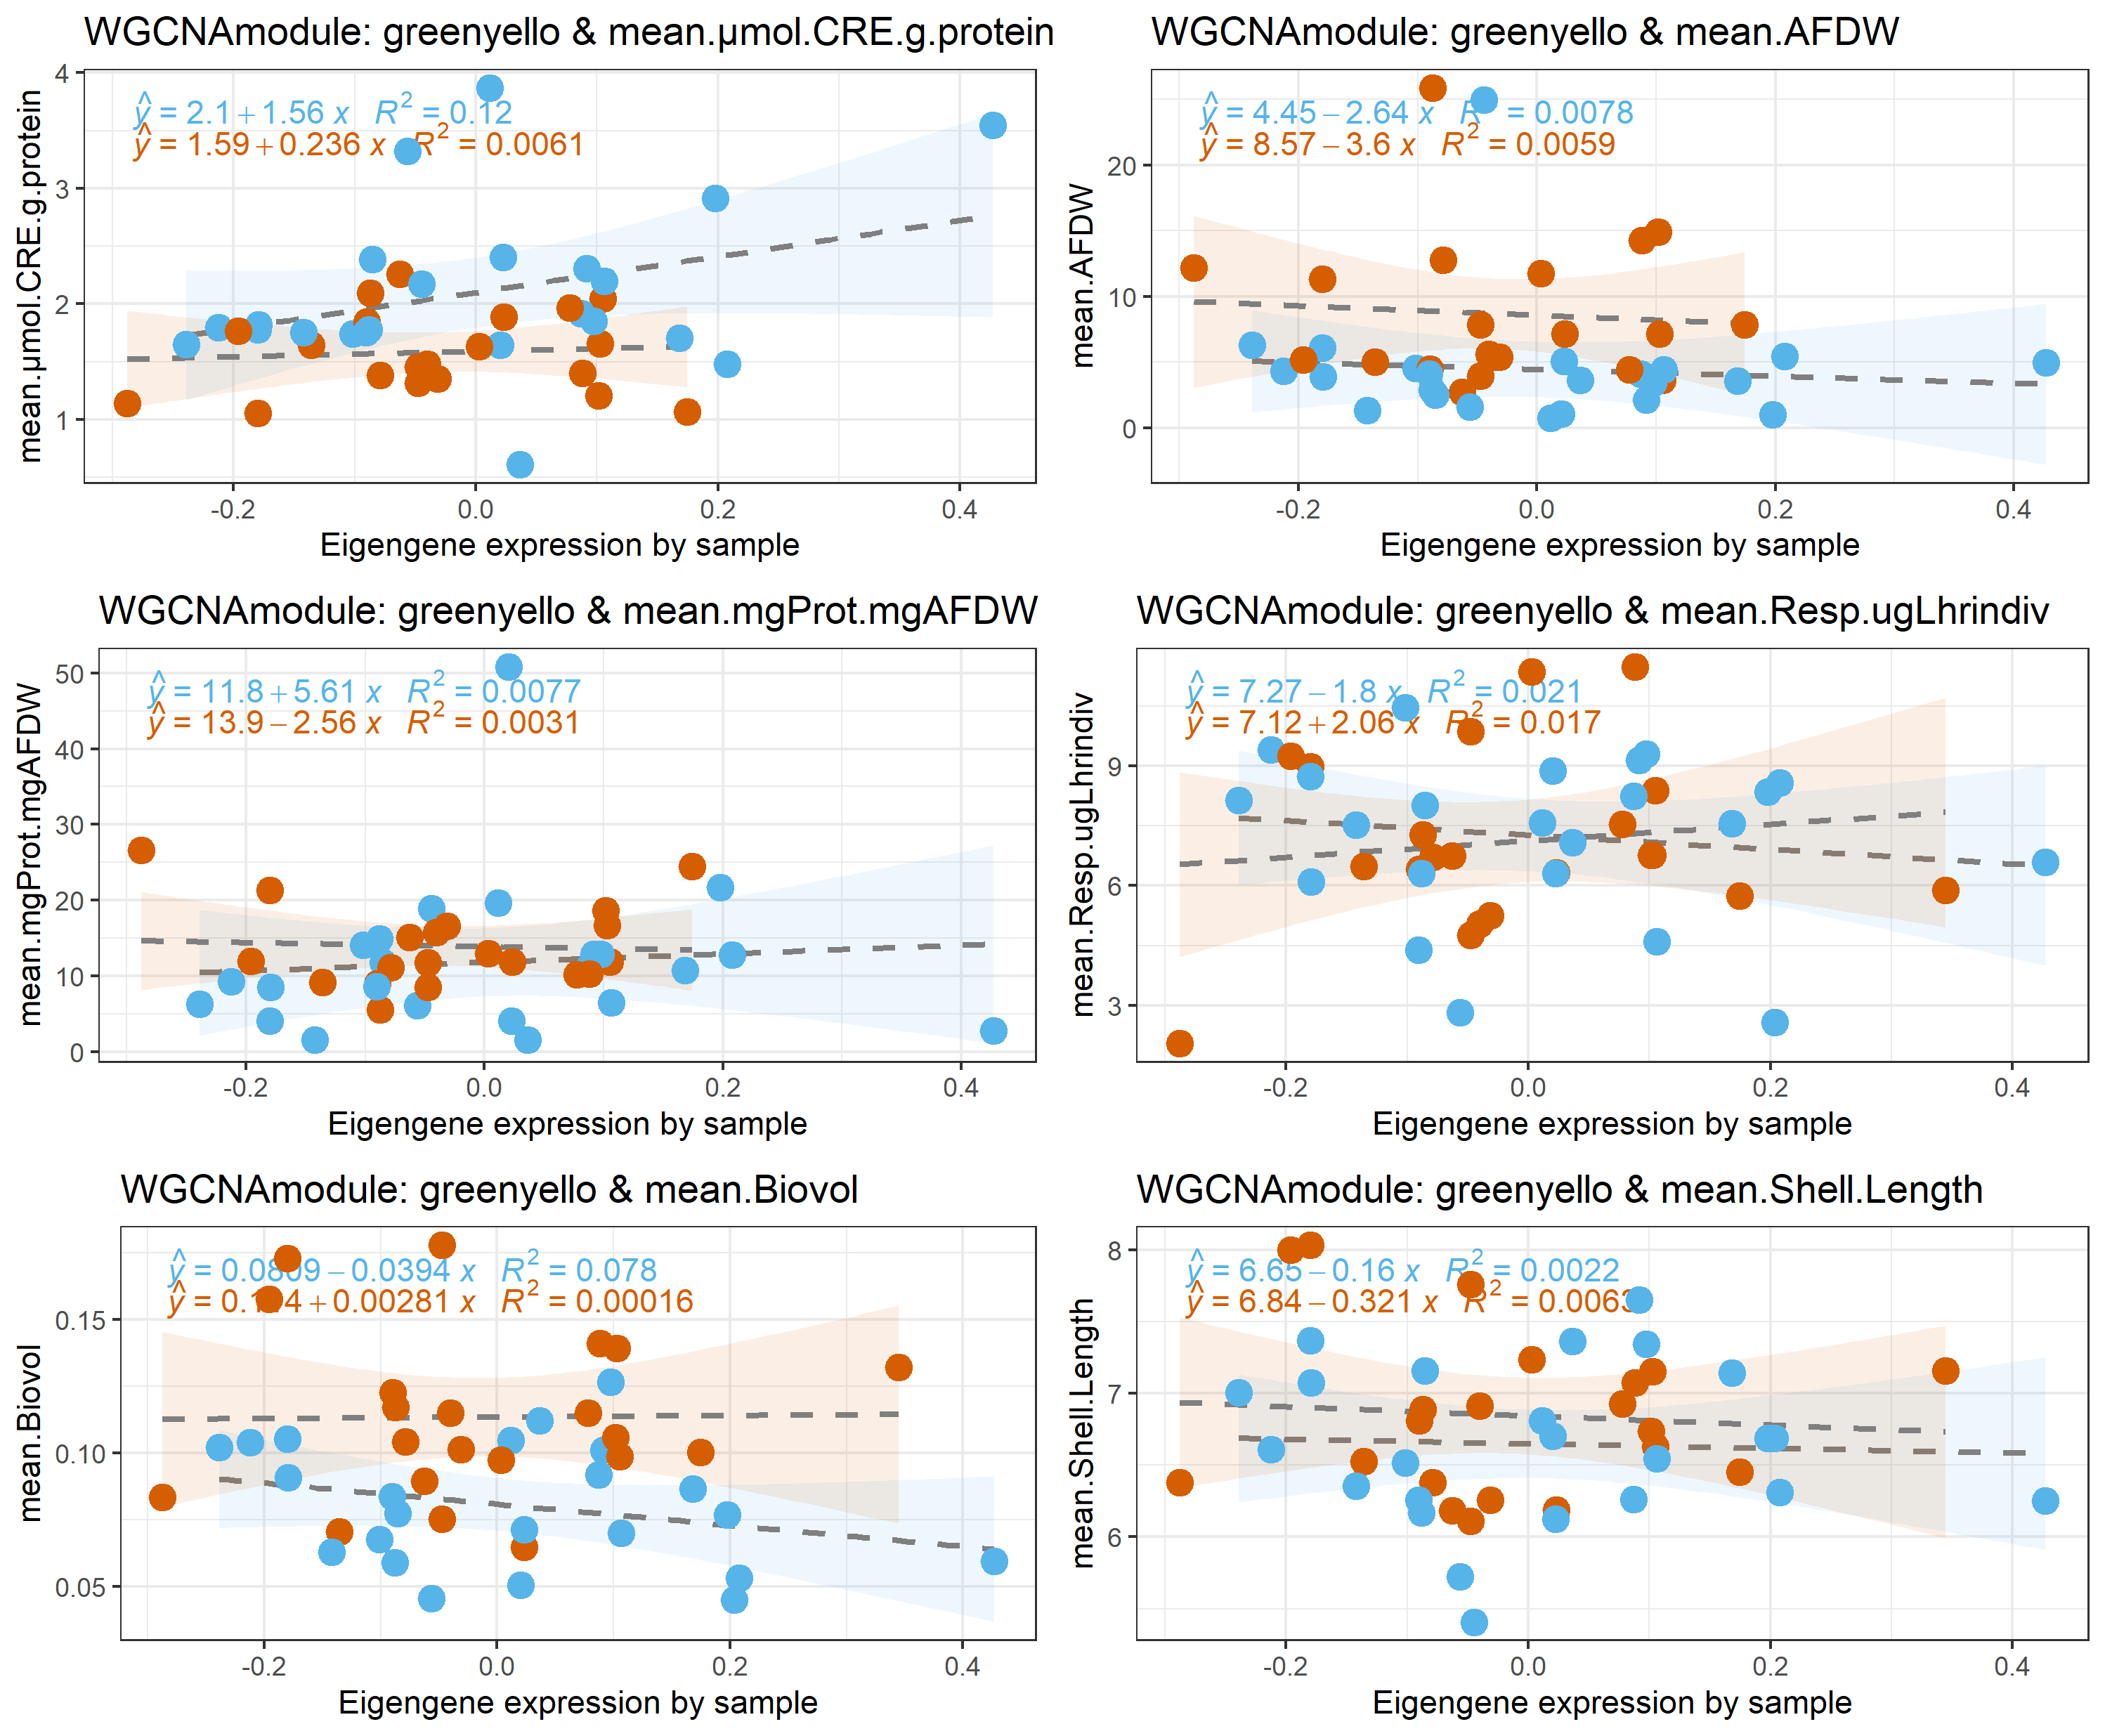 WGCNAmodule: greenyello & mean.µmol.CRE.g.protein
mean.µmol.CRE.g.protein
4
3
2
1
ŷ = 2.1 + 1.56 x R² = 0.12
ŷ = 1.59 + 0.236 x R² = 0.0061
-0.2 0.0 0.2 0.4
Eigengene expression by sample
WGCNAmodule: greenyello & mean.AFDW
mean.AFDW
20
10
0
ŷ = 4.45 − 2.64 x R² = 0.0078
ŷ = 8.57 − 3.6 x R² = 0.0059
-0.2 0.0 0.2 0.4
Eigengene expression by sample
WGCNAmodule: greenyello & mean.mgProt.mgAFDW
mean.mgProt.mgAFDW
50
40
30
20
10
0
ŷ = 11.8 + 5.61 x R² = 0.0077
ŷ = 13.9 − 2.56 x R² = 0.0031
-0.2 0.0 0.2 0.4
Eigengene expression by sample
WGCNAmodule: greenyello & mean.Resp.ugLhrindiv
mean.Resp.ugLhrindiv
9
6
3
ŷ = 7.27 − 1.8 x R² = 0.021
ŷ = 7.12 + 2.06 x R² = 0.017
-0.2 0.0 0.2 0.4
Eigengene expression by sample
WGCNAmodule: greenyello & mean.Biovol
mean.Biovol
0.15
0.10
0.05
ŷ = 0.0809 − 0.0394 x R² = 0.078
ŷ = + 0.00281 x R² = 0.00016
-0.2 0.0 0.2 0.4
Eigengene expression by sample
WGCNAmodule: greenyello & mean.Shell.Length
mean.Shell.Length
8
7
6
ŷ = 6.65 − 0.16 x R² = 0.0022
ŷ = 6.84 − 0.321 x R² = 0.0063
-0.2 0.0 0.2 0.4
Eigengene expression by sample